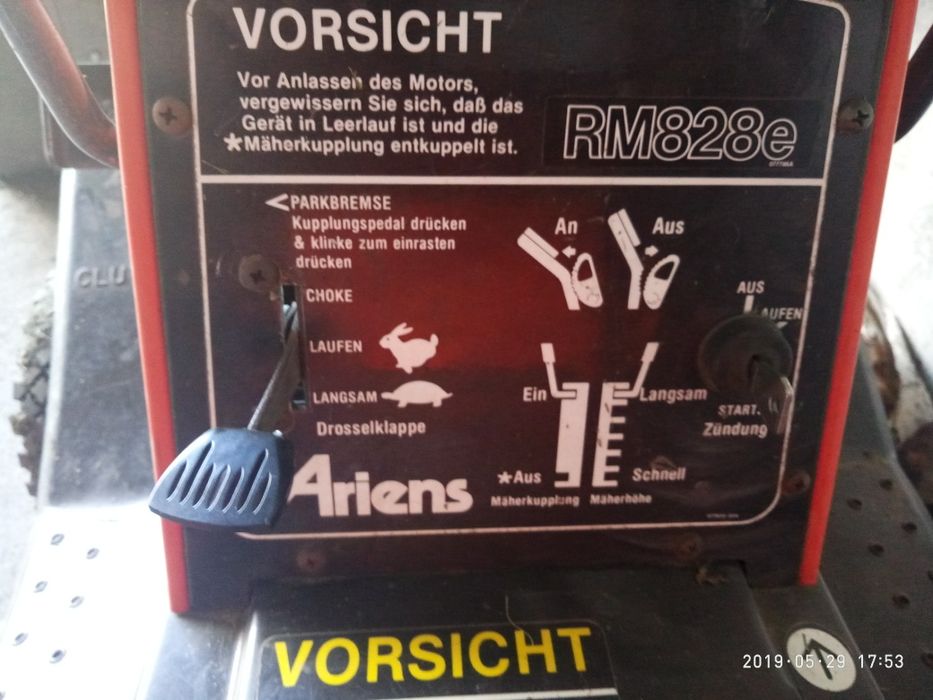 VORSICHT
Vor Anlassen des Motors,
vergewissern Sie sich, daß das
Gerät in Leerlauf ist und die
*Mäherkupplung entkuppelt ist.
RM828e
<PARKBREMSE
Kupplungspedal drücken
& klinke zum einrasten
drücken
An
Aus
CLU
CHOKE
AUS
LAUFEN
LAUFEN
LANGSAM
Drosselklappe
Ein
Langsam
START.
Zündung
*Aus
Schnell
Mäherkupplung
Mäherhöhe
Ariens
VORSICHT
2019·05·29 17:53